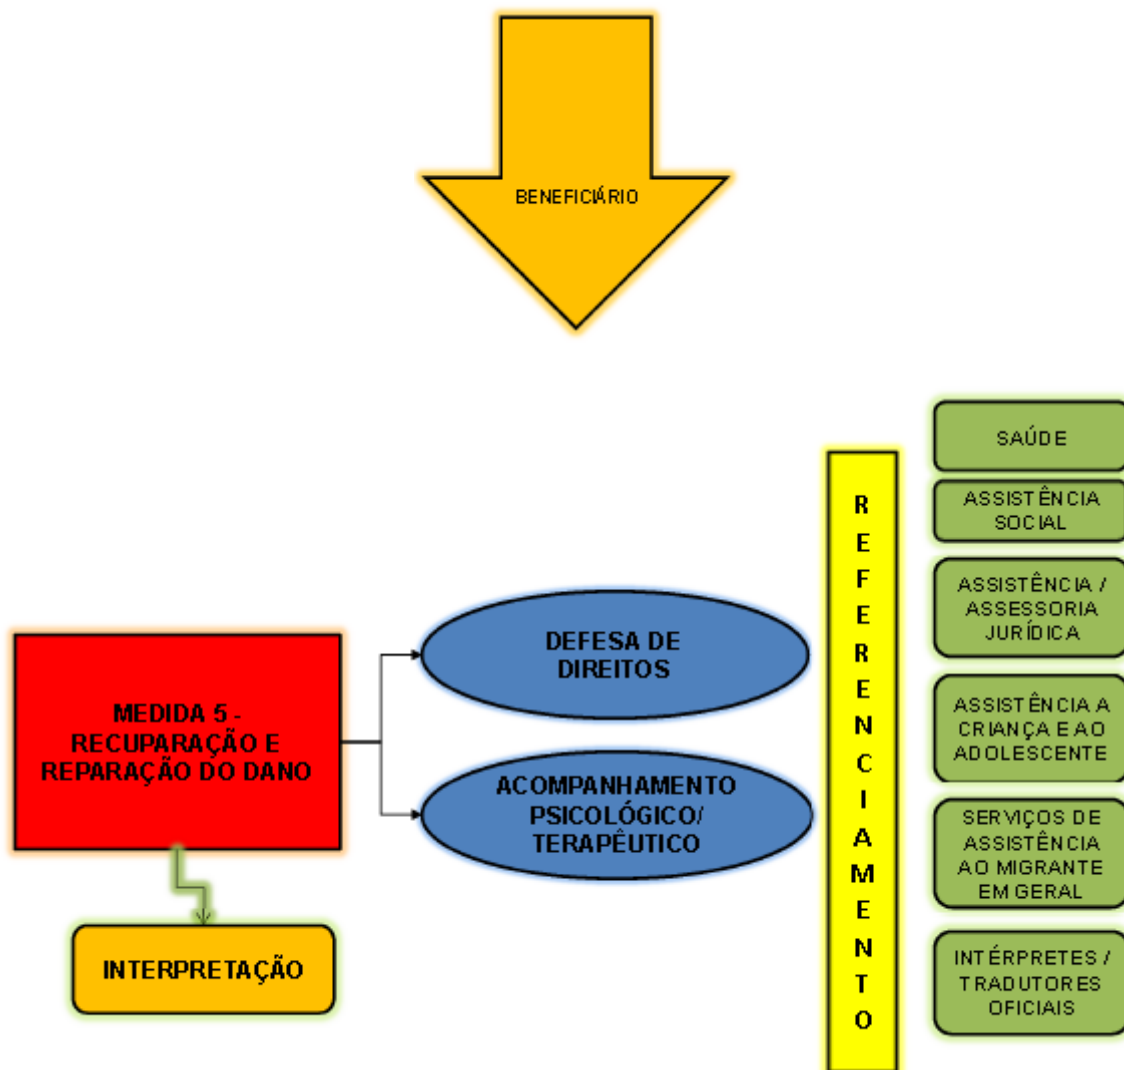 BENEFICIÁRIO
MEDIDA 5 -
RECUPARAÇÃO E
REPARAÇÃO DO DANO
INTERPRETAÇÃO
DEFESA DE
DIREITOS
ACOMPANHAMENTO
PSICOLÓGICO/
TERAPÊUTICO
R
E
F
E
R
E
N
C
I
A
M
E
N
T
O
SAÚDE
ASSISTÊNCIA
SOCIAL
ASSISTÊNCIA /
ASSESSORIA
JURÍDICA
ASSISTÊNCIA A
CRIANÇA E AO
ADOLESCENTE
SERVIÇOS DE
ASSISTÊNCIA
AO MIGRANTE
EM GERAL
INTÉRPRETES /
TRADUTORES
OFICIAIS